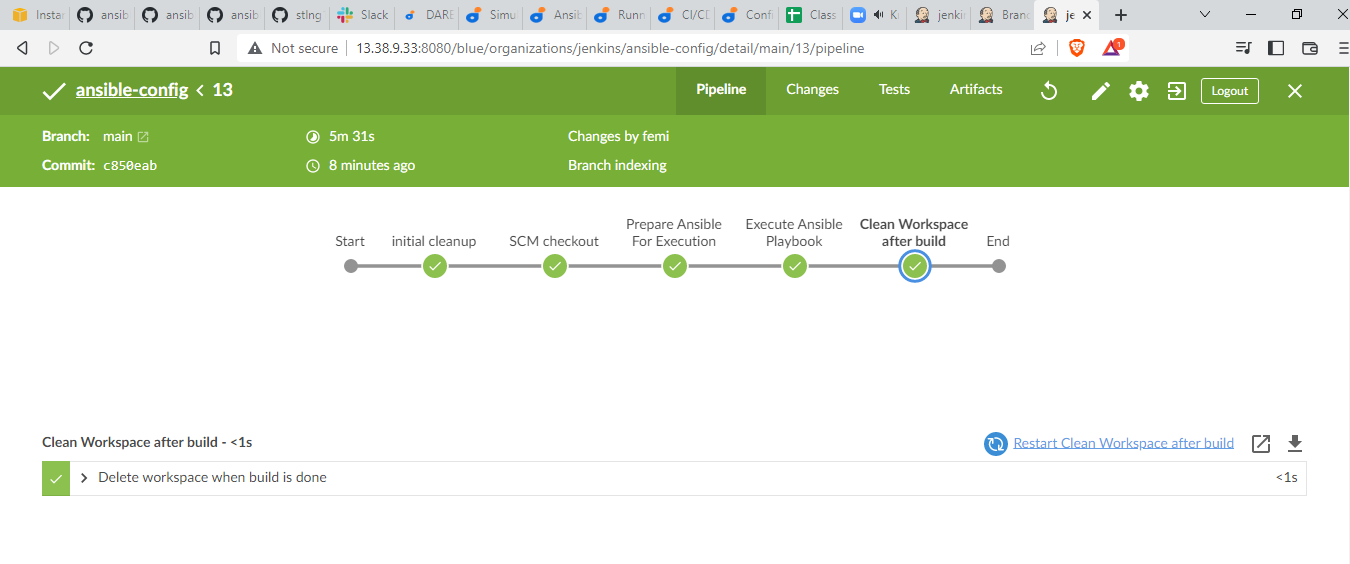 Instar
ansib
ansib
ansib
stIng
Slack
DARE
Simu
Ansib
Runn
CI/CD
Confi
Class
jenki
Branc
je
Not secure
13.38.9.33:8080/blue/organizations/jenkins/ansible-config/detail/main/13/pipeline
1
ansible-config < 13
Pipeline
Changes
Tests
Artifacts
Logout
Branch: main
5m 31s
Changes by femi
Commit: c850eab
8 minutes ago
Branch indexing
Start
initial cleanup
SCM checkout
Prepare Ansible
For Execution
Execute Ansible
Playbook
Clean Workspace
after build
End
Clean Workspace after build - <1s
Restart Clean Workspace after build
Delete workspace when build is done
<1s